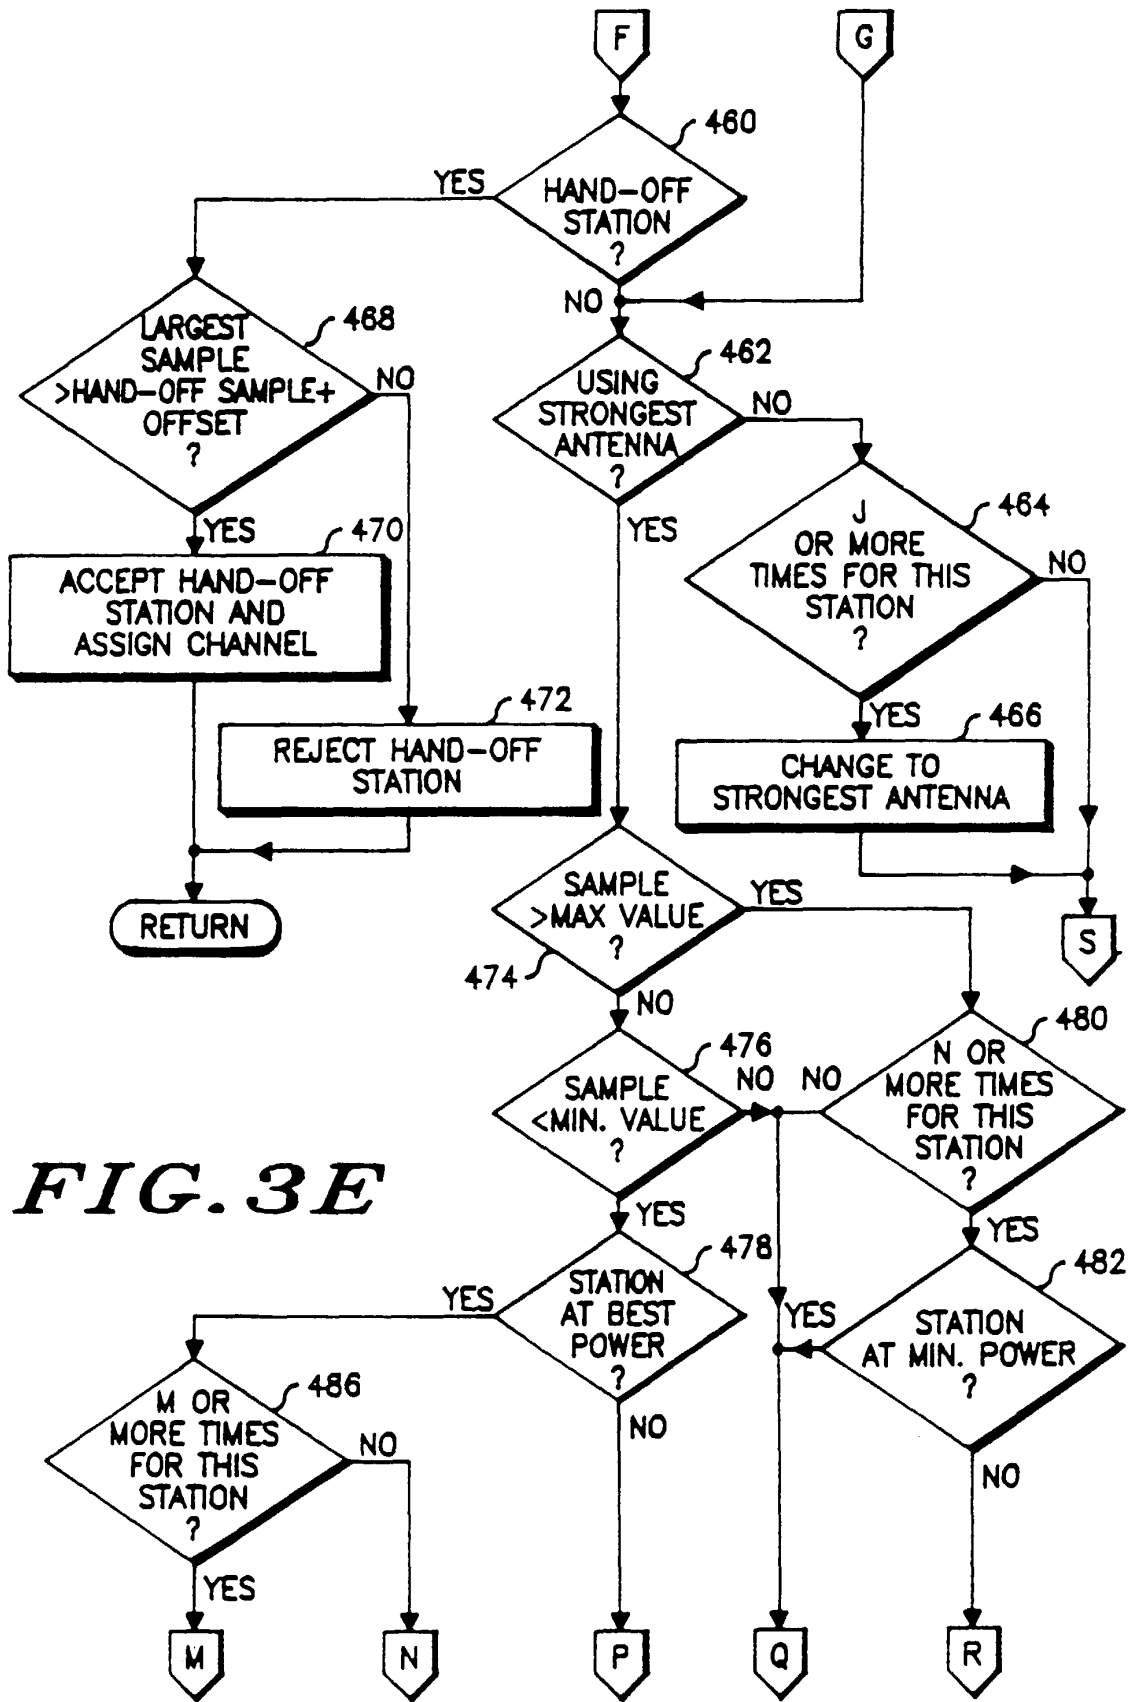 F
G
460
HAND-OFF
STATION
?
YES
NO
468
LARGEST
SAMPLE
>HAND-OFF SAMPLE+
OFFSET
?
NO
YES
462
USING
STRONGEST
ANTENNA
?
NO
YES
464
J
OR MORE
TIMES FOR THIS
STATION
?
NO
YES
470
ACCEPT HAND-OFF
STATION AND
ASSIGN CHANNEL
472
REJECT HAND-OFF
STATION
466
CHANGE TO
STRONGEST ANTENNA
RETURN
SAMPLE
>MAX VALUE
?
474
YES
NO
S
476
SAMPLE
<MIN. VALUE
?
NO
YES
480
N OR
MORE TIMES
FOR THIS
STATION
?
NO
YES
FIG. 3E
478
STATION
AT BEST
POWER
?
YES
NO
482
STATION
AT MIN. POWER
?
YES
NO
486
M OR
MORE TIMES
FOR THIS
STATION
?
NO
YES
M
N
P
Q
R